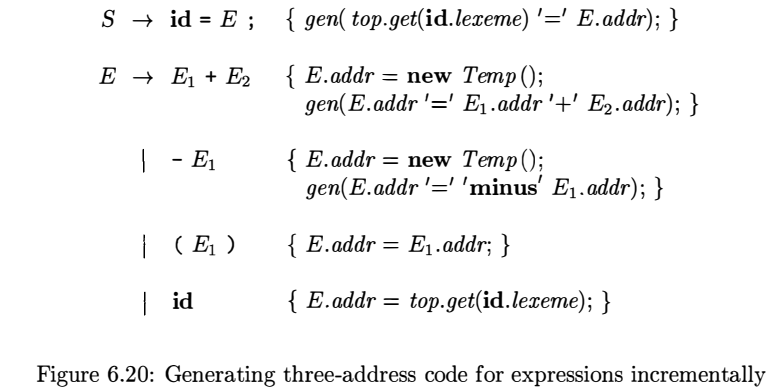 S → id = E ; { gen( top.get(id.lexeme) '=' E.addr); }
E → E₁ + E₂ { E.addr = new Temp();
gen(E.addr '=' E₁.addr '+' E₂.addr); }
| - E₁ { E.addr = new Temp();
gen(E.addr '=' 'minus' E₁.addr); }
| ( E₁ ) { E.addr = E₁.addr; }
| id { E.addr = top.get(id.lexeme); }
Figure 6.20: Generating three-address code for expressions incrementally